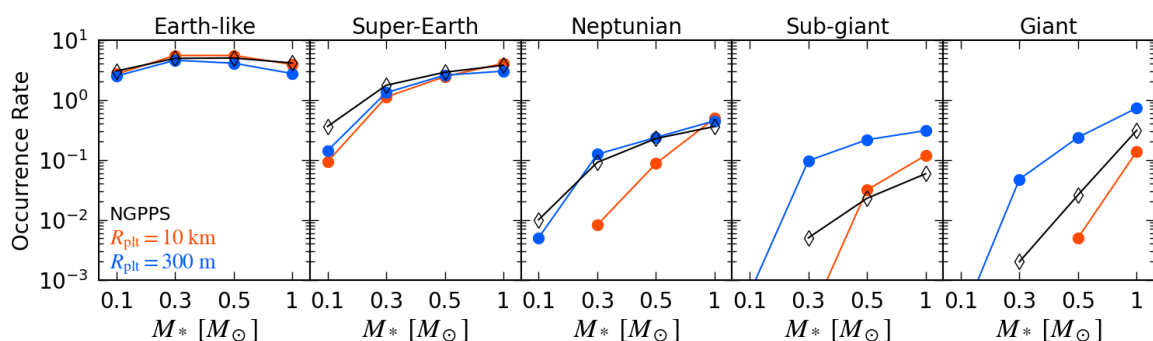 Earth-like Super-Earth Neptunian Sub-giant Giant
Occurrence Rate
10^1
10^0
10^{-1}
10^{-2}
10^{-3}
NGPPS
R_plt = 10 km
R_plt = 300 m
0.1 0.3 0.5 1 0.1 0.3 0.5 1 0.1 0.3 0.5 1 0.1 0.3 0.5 1 0.1 0.3 0.5 1
M_* [M_⊙] M_* [M_⊙] M_* [M_⊙] M_* [M_⊙] M_* [M_⊙]